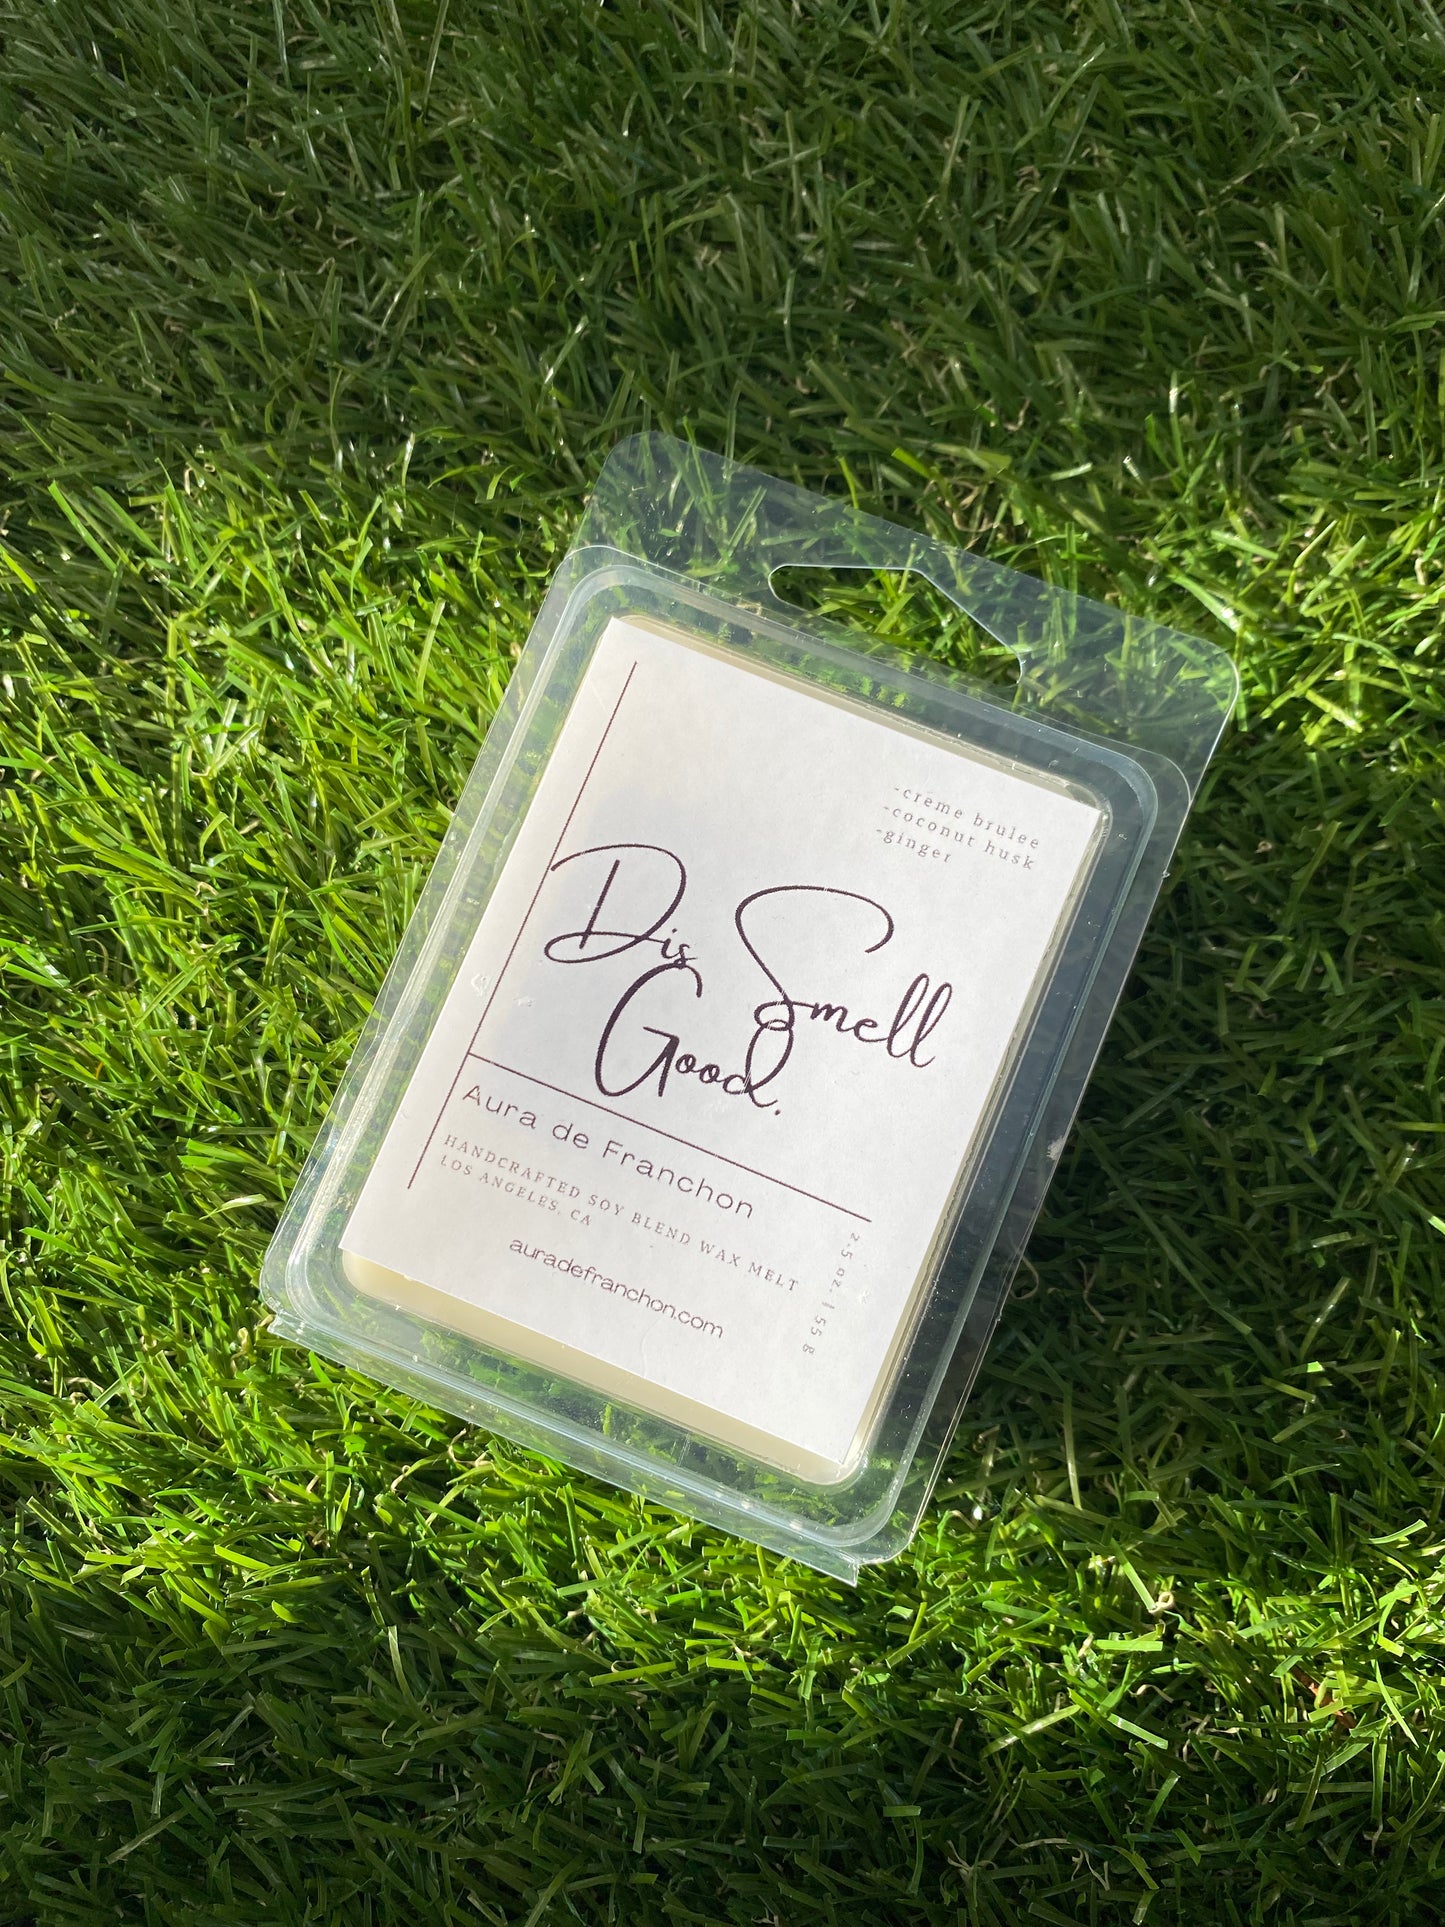 -creme brulee
-coconut husk
-ginger
Dis Smell
Good.
Aura de Franchon
HANDCRAFTED SOY BLEND WAX MELT
LOS ANGELES, CA
auradefranchon.com
2.5 oz. | 55g